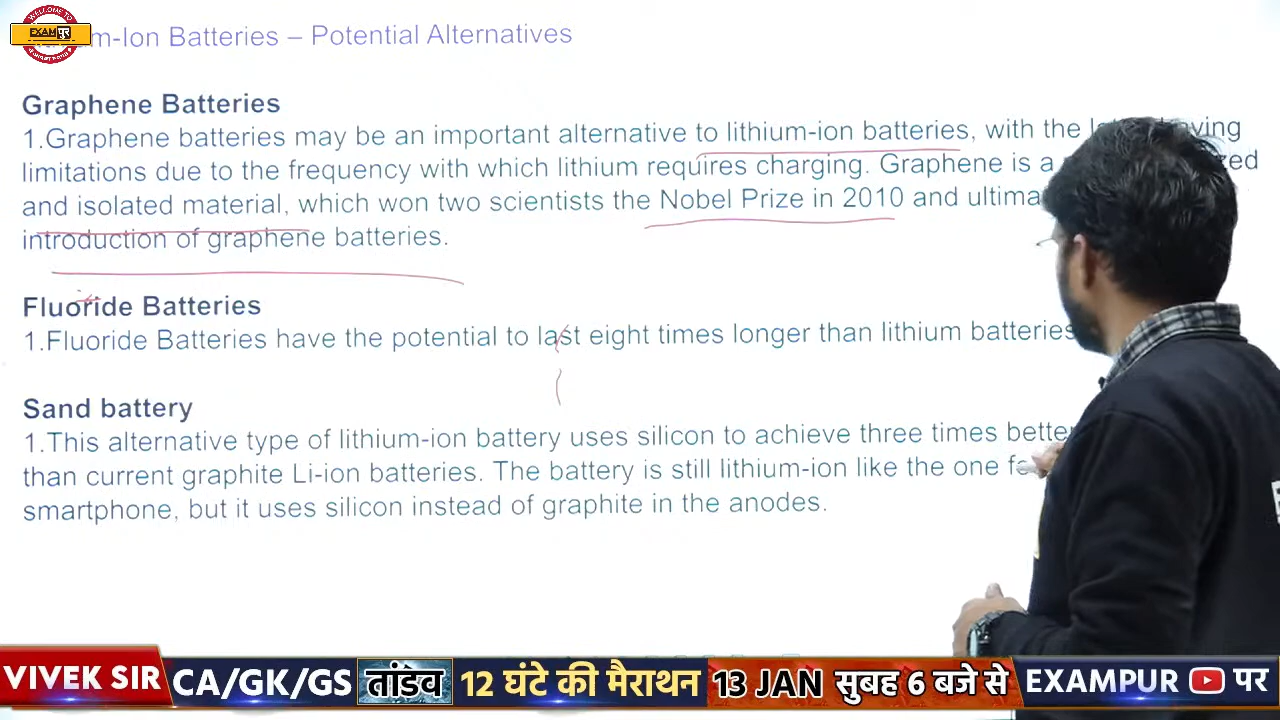 WELCOME TO
EXAM पुर
m-Ion Batteries – Potential Alternatives
Graphene Batteries
1.Graphene batteries may be an important alternative to lithium-ion batteries, with the
limitations due to the frequency with which lithium requires charging. Graphene is a
and isolated material, which won two scientists the Nobel Prize in 2010 and
introduction of graphene batteries.
Fluoride Batteries
1.Fluoride Batteries have the potential to last eight times longer than lithium batteries
Sand battery
1.This alternative type of lithium-ion battery uses silicon to achieve three times
than current graphite Li-ion batteries. The battery is still lithium-ion like the one
smartphone, but it uses silicon instead of graphite in the anodes.
VIVEK SIR CA/GK/GS तांडव 12 घंटे की मैराथन 13 JAN सुबह 6 बजे से EXAMPUR पर